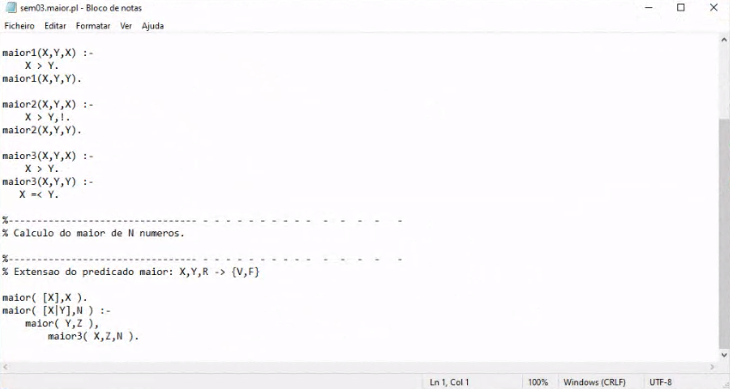 sem03.maior.pl - Bloco de notas
Ficheiro Editar Formatar Ver Ajuda
maior1(X,Y,X) :-
    X > Y.
maior1(X,Y,Y).
maior2(X,Y,X) :-
    X > Y,!.
maior2(X,Y,Y).
maior3(X,Y,X) :-
    X > Y.
maior3(X,Y,Y) :-
   X =< Y.
%--------------------------------- - - - - - - - - - - - - - - -
% Calculo do maior de N numeros.
%--------------------------------- - - - - - - - - - - - - - - -
% Extensao do predicado maior: X,Y,R -> {V,F}
maior( [X],X ).
maior( [X|Y],N ) :-
    maior( Y,Z ),
        maior3( X,Z,N ).
Ln 1, Col 1 100% Windows (CRLF) UTF-8